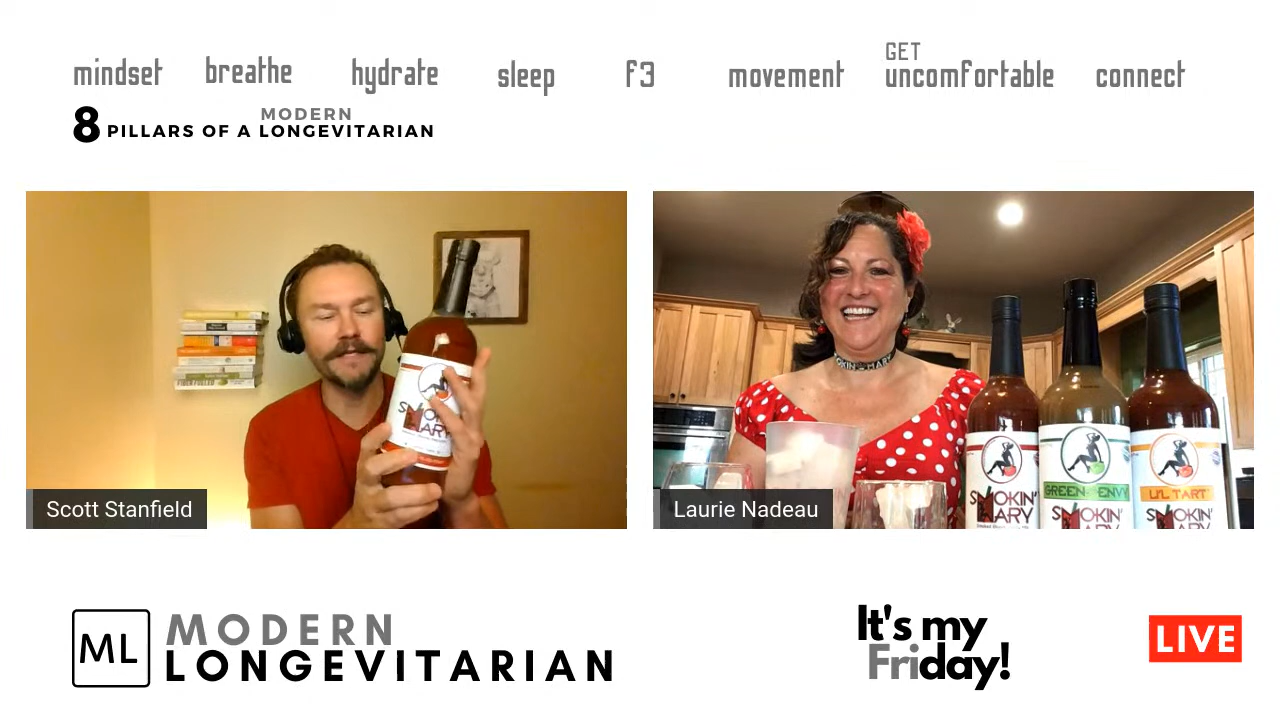 mindset breathe hydrate sleep f3 movement GET uncomfortable connect
8 PILLARS OF A MODERN LONGEVITARIAN
SMOKIN'
MARY
SMOKIN'
MARY
GREEN ENVY
SMOKIN'
MARY
LI'L TART
SMOKIN'
MARY
Scott Stanfield
Laurie Nadeau
ML
MODERN
LONGEVITARIAN
It's my
Friday!
LIVE